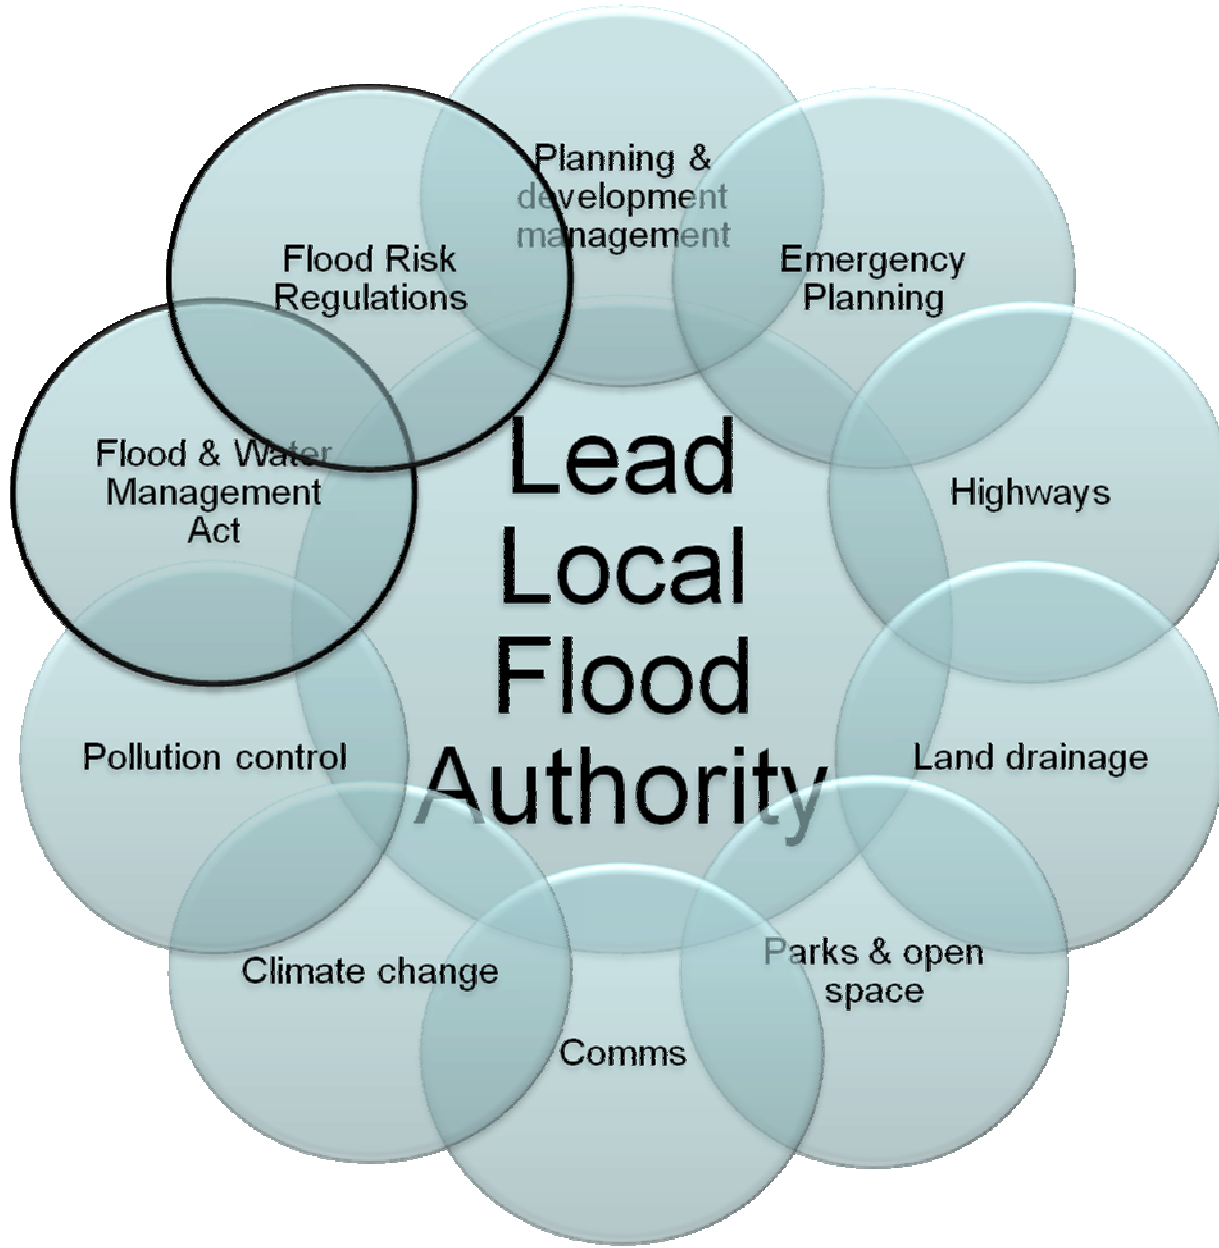 Planning &
development
management
Emergency
Planning
Highways
Land drainage
Parks & open
space
Comms
Climate change
Pollution control
Flood & Water
Management
Act
Flood Risk
Regulations
Lead
Local
Flood
Authority